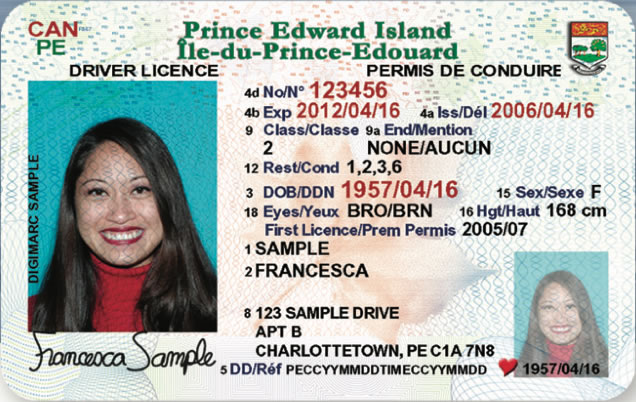 CAN
PE
Prince Edward Island
Île-du-Prince-Édouard
DRIVER LICENCE PERMIS DE CONDUIRE
4d No/N° 123456
4b Exp 2012/04/16 4a Iss/Dél 2006/04/16
9 Class/Classe 9a End/Mention
2 NONE/AUCUN
12 Rest/Cond 1,2,3,6
3 DOB/DDN 1957/04/16 15 Sex/Sexe F
18 Eyes/Yeux BRO/BRN 16 Hgt/Haut 168 cm
First Licence/Prem Permis 2005/07
1 SAMPLE
2 FRANCESCA
8 123 SAMPLE DRIVE
APT B
CHARLOTTETOWN, PE C1A 7N8
5 DD/Réf PECCYYMMDDTIMECCYYMMDD 1957/04/16
DIGIMARC SAMPLE
Francesca Sample